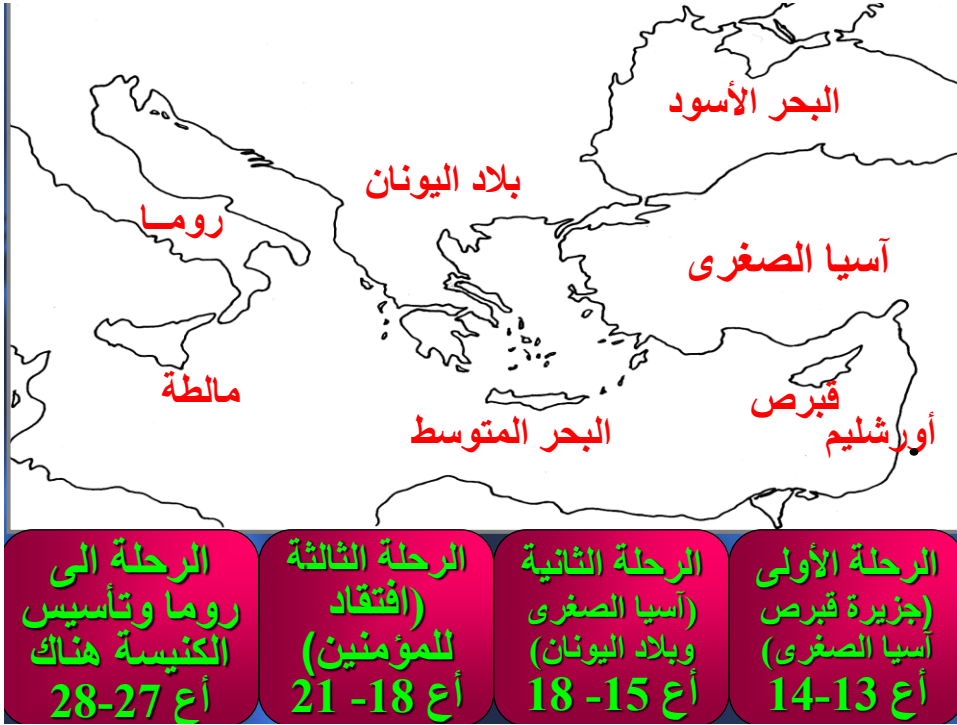 البحر الأسود
بلاد اليونان
رومــا
آسيا الصغرى
مالطة
قبرص
البحر المتوسط
أورشليم
الرحلة الأولى
(جزيرة قبرص
آسيا الصغرى)
أع 13-14
الرحلة الثانية
(آسيا الصغرى
وبلاد اليونان)
أع 15- 18
الرحلة الثالثة
(افتقاد
للمؤمنين)
أع 18- 21
الرحلة الى
روما وتأسيس
الكنيسة هناك
أع 27-28